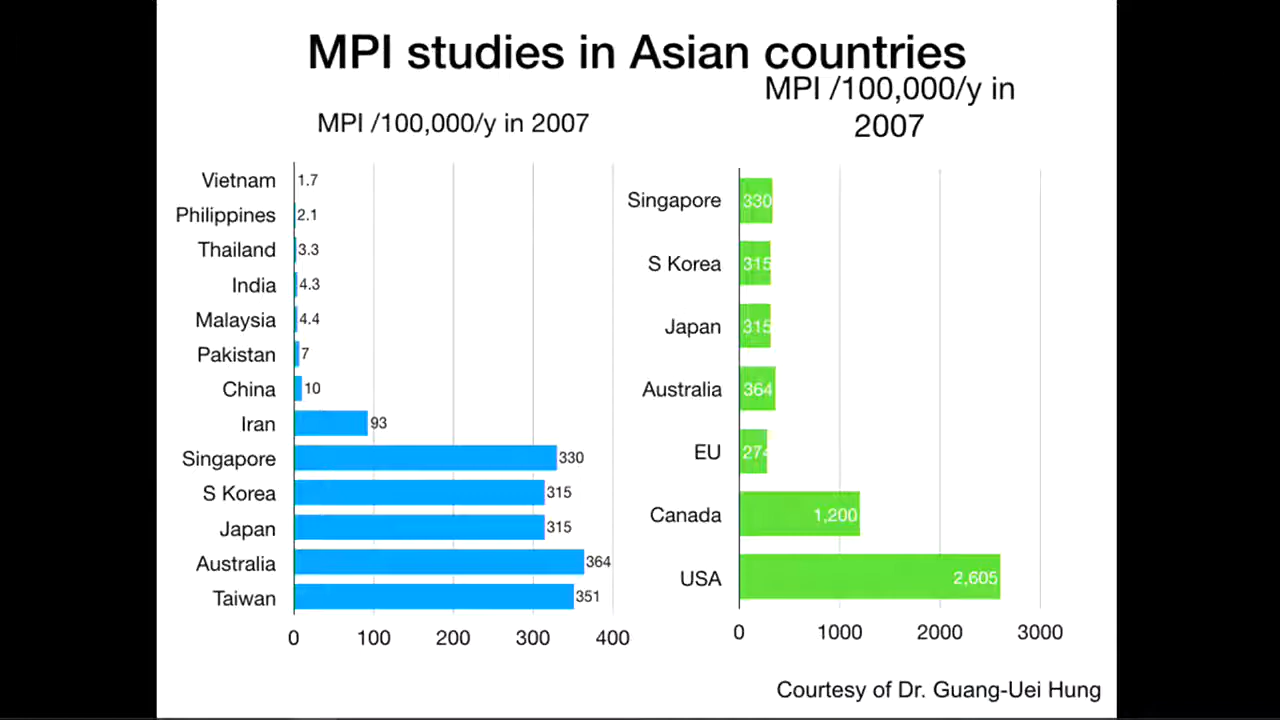 MPI studies in Asian countries
MPI /100,000/y in 2007
Vietnam 1.7
Philippines 2.1
Thailand 3.3
India 4.3
Malaysia 4.4
Pakistan 7
China 10
Iran 93
Singapore 330
S Korea 315
Japan 315
Australia 364
Taiwan 351
0 100 200 300 400
MPI /100,000/y in
2007
Singapore 330
S Korea 315
Japan 315
Australia 364
EU 274
Canada 1,200
USA 2,605
0 1000 2000 3000
Courtesy of Dr. Guang-Uei Hung